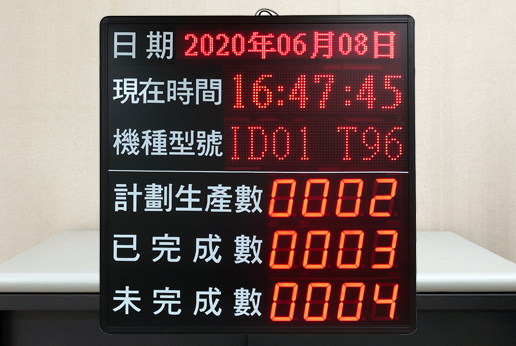 日期 2020年06月08日
現在時間 16:47:45
機種型號 ID01 T96
計劃生產數 0002
已完成數 0003
未完成數 0004